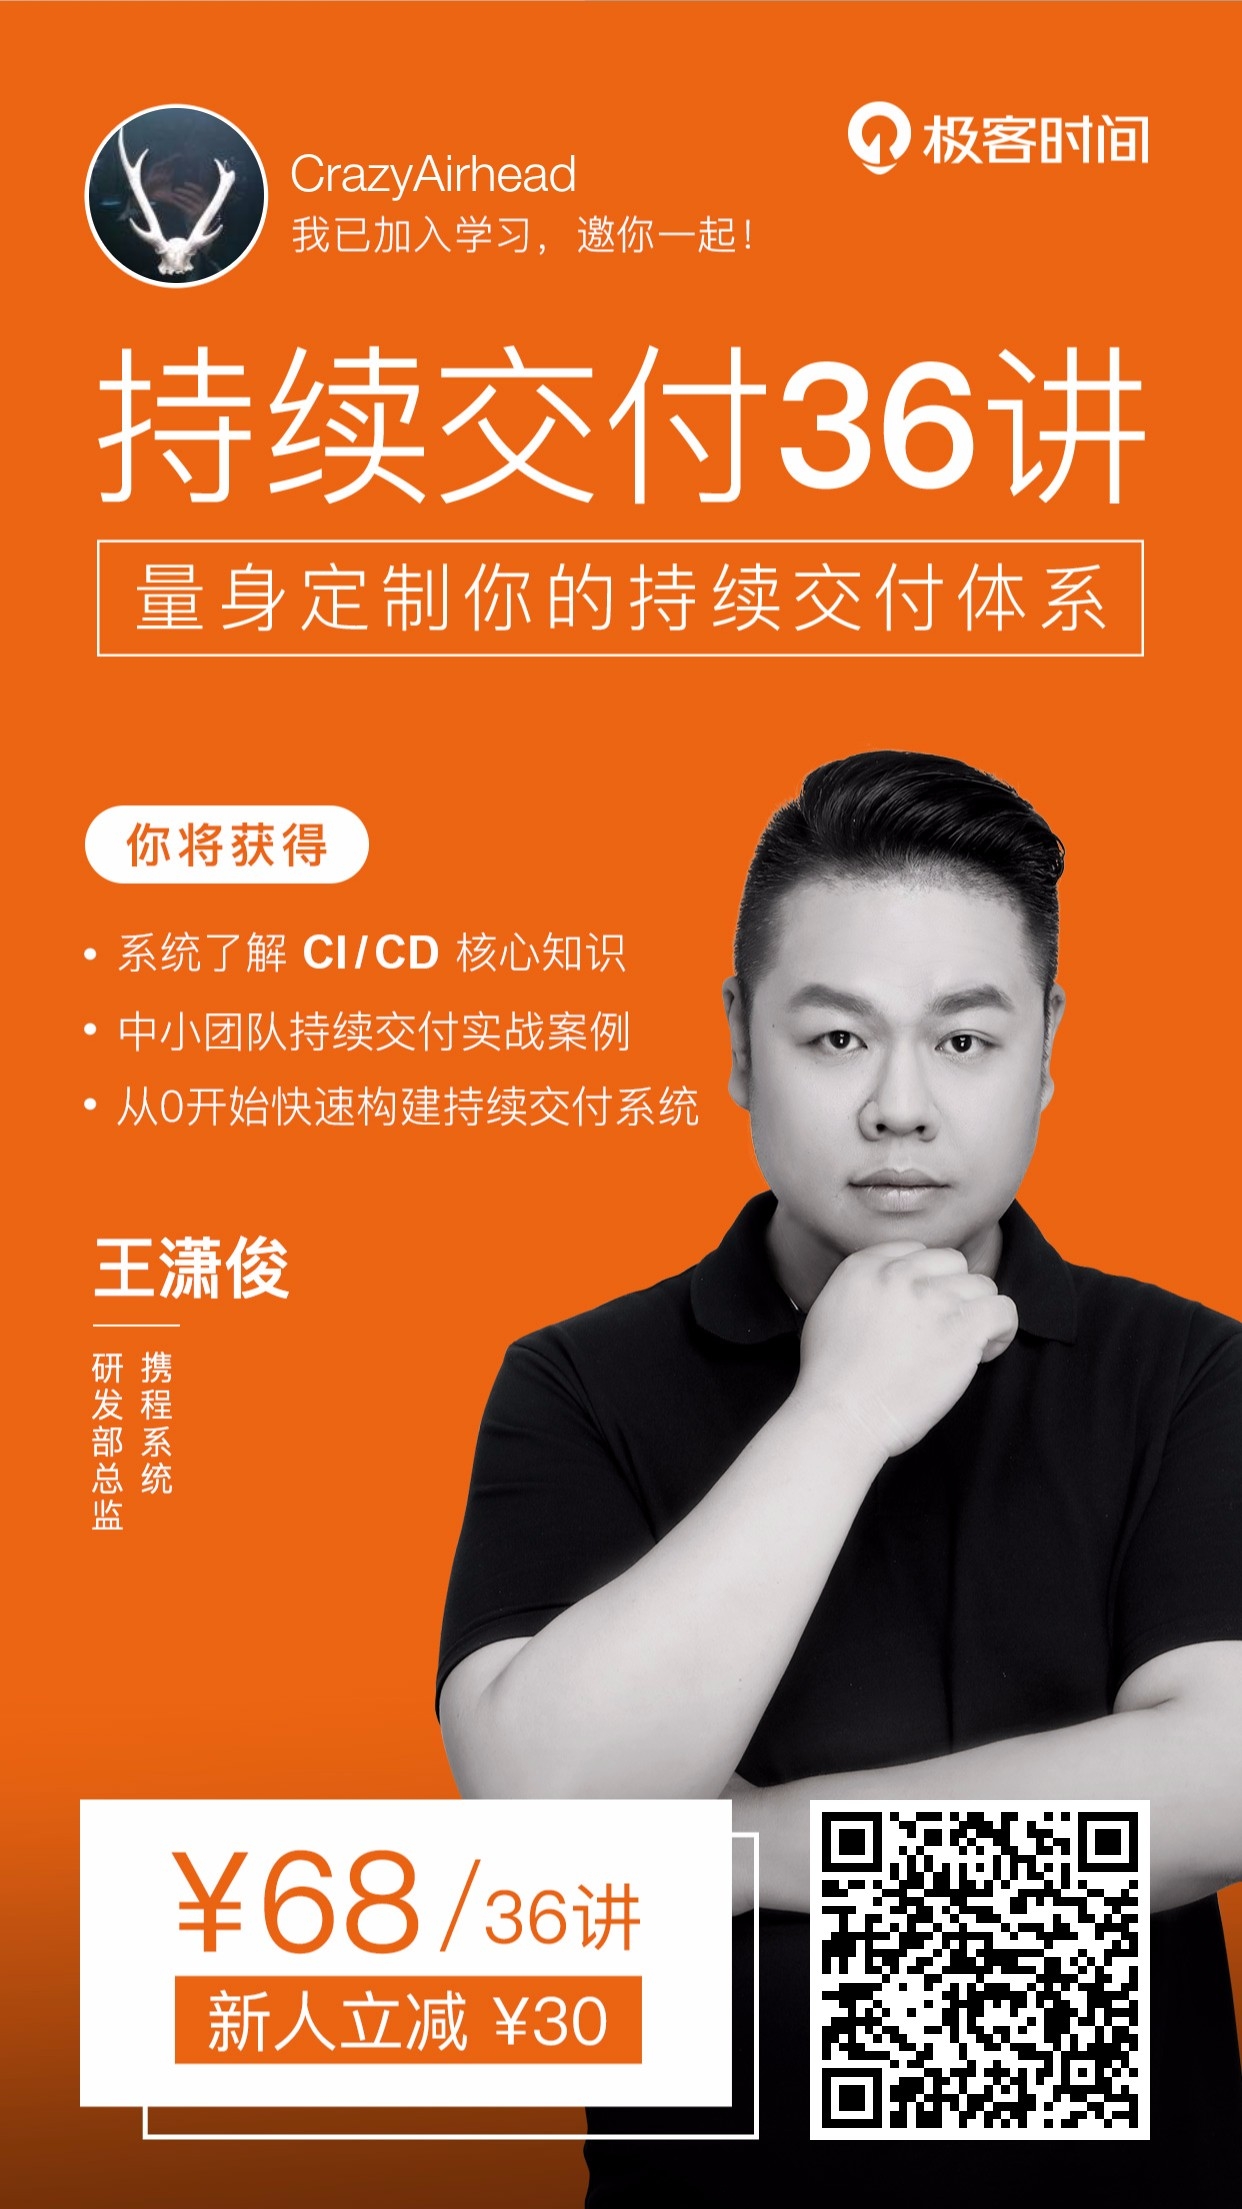 极客时间
CrazyAirhead
我已加入学习，邀你一起！
持续交付36讲
量身定制你的持续交付体系
你将获得
• 系统了解 CI/CD 核心知识
• 中小团队持续交付实战案例
• 从0开始快速构建持续交付系统
王潇俊
携程系统
研发部总监
¥68/36讲
新人立减 ¥30